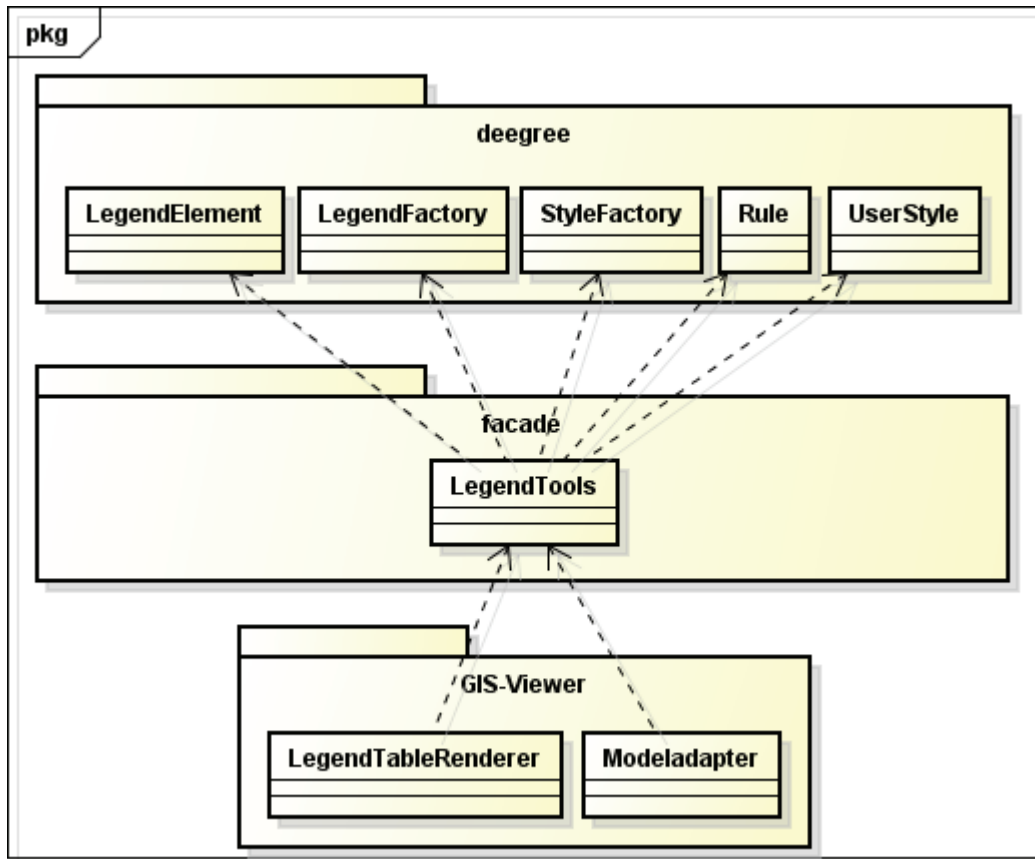 pkg
deegree
LegendElement
LegendFactory
StyleFactory
Rule
UserStyle
facade
LegendTools
GIS-Viewer
LegendTableRenderer
Modeladapter